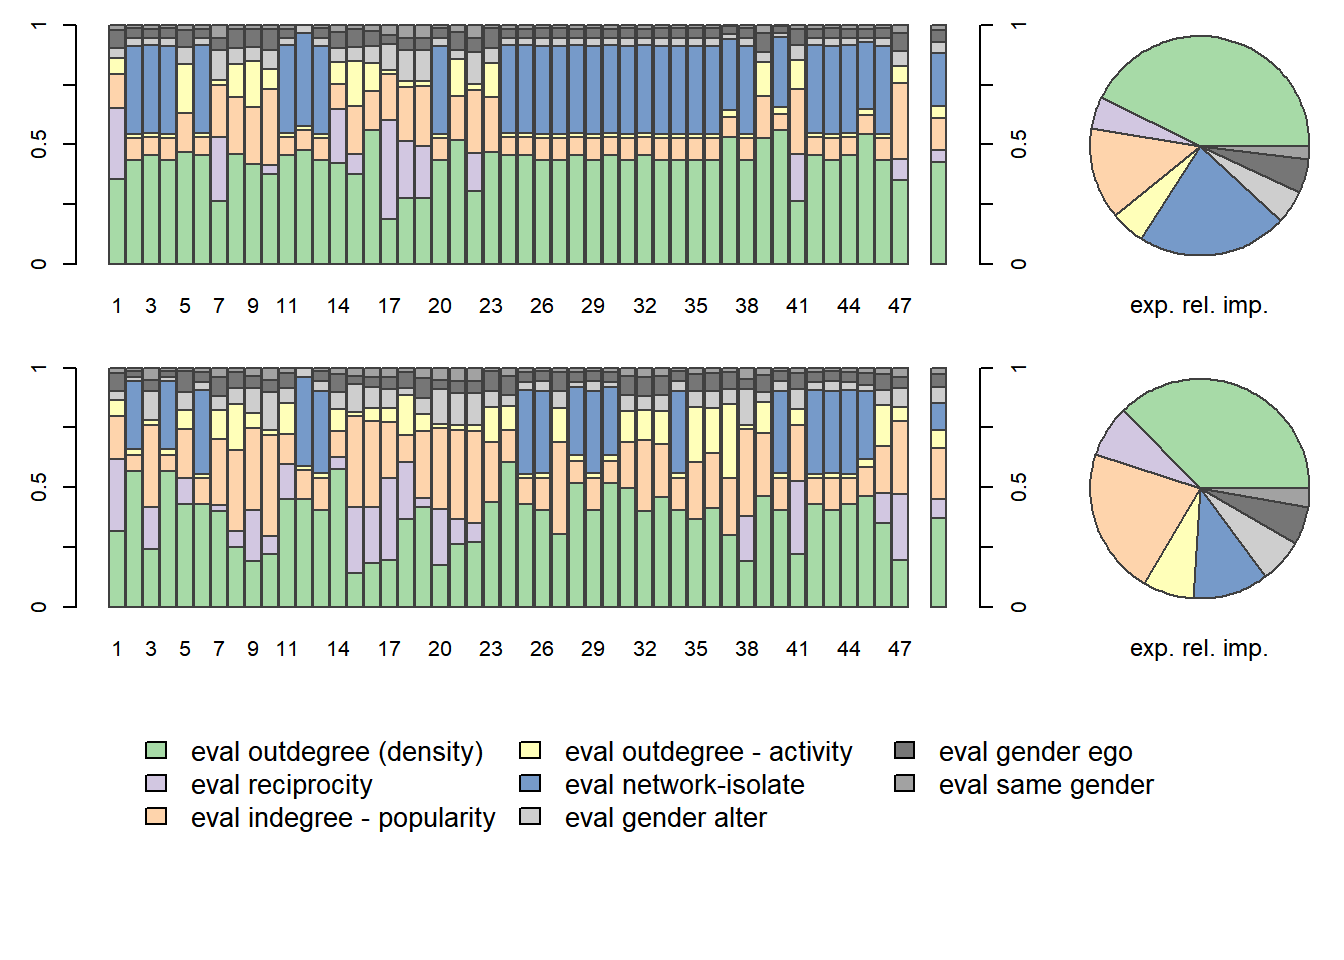 1
0.5
0
1 3 5 7 9 11 14 17 20 23 26 29 32 35 38 41 44 47
1
0.5
0
exp. rel. imp.
1
0.5
0
1 3 5 7 9 11 14 17 20 23 26 29 32 35 38 41 44 47
1
0.5
0
exp. rel. imp.
eval outdegree (density)
eval reciprocity
eval indegree - popularity
eval outdegree - activity
eval network-isolate
eval gender alter
eval gender ego
eval same gender